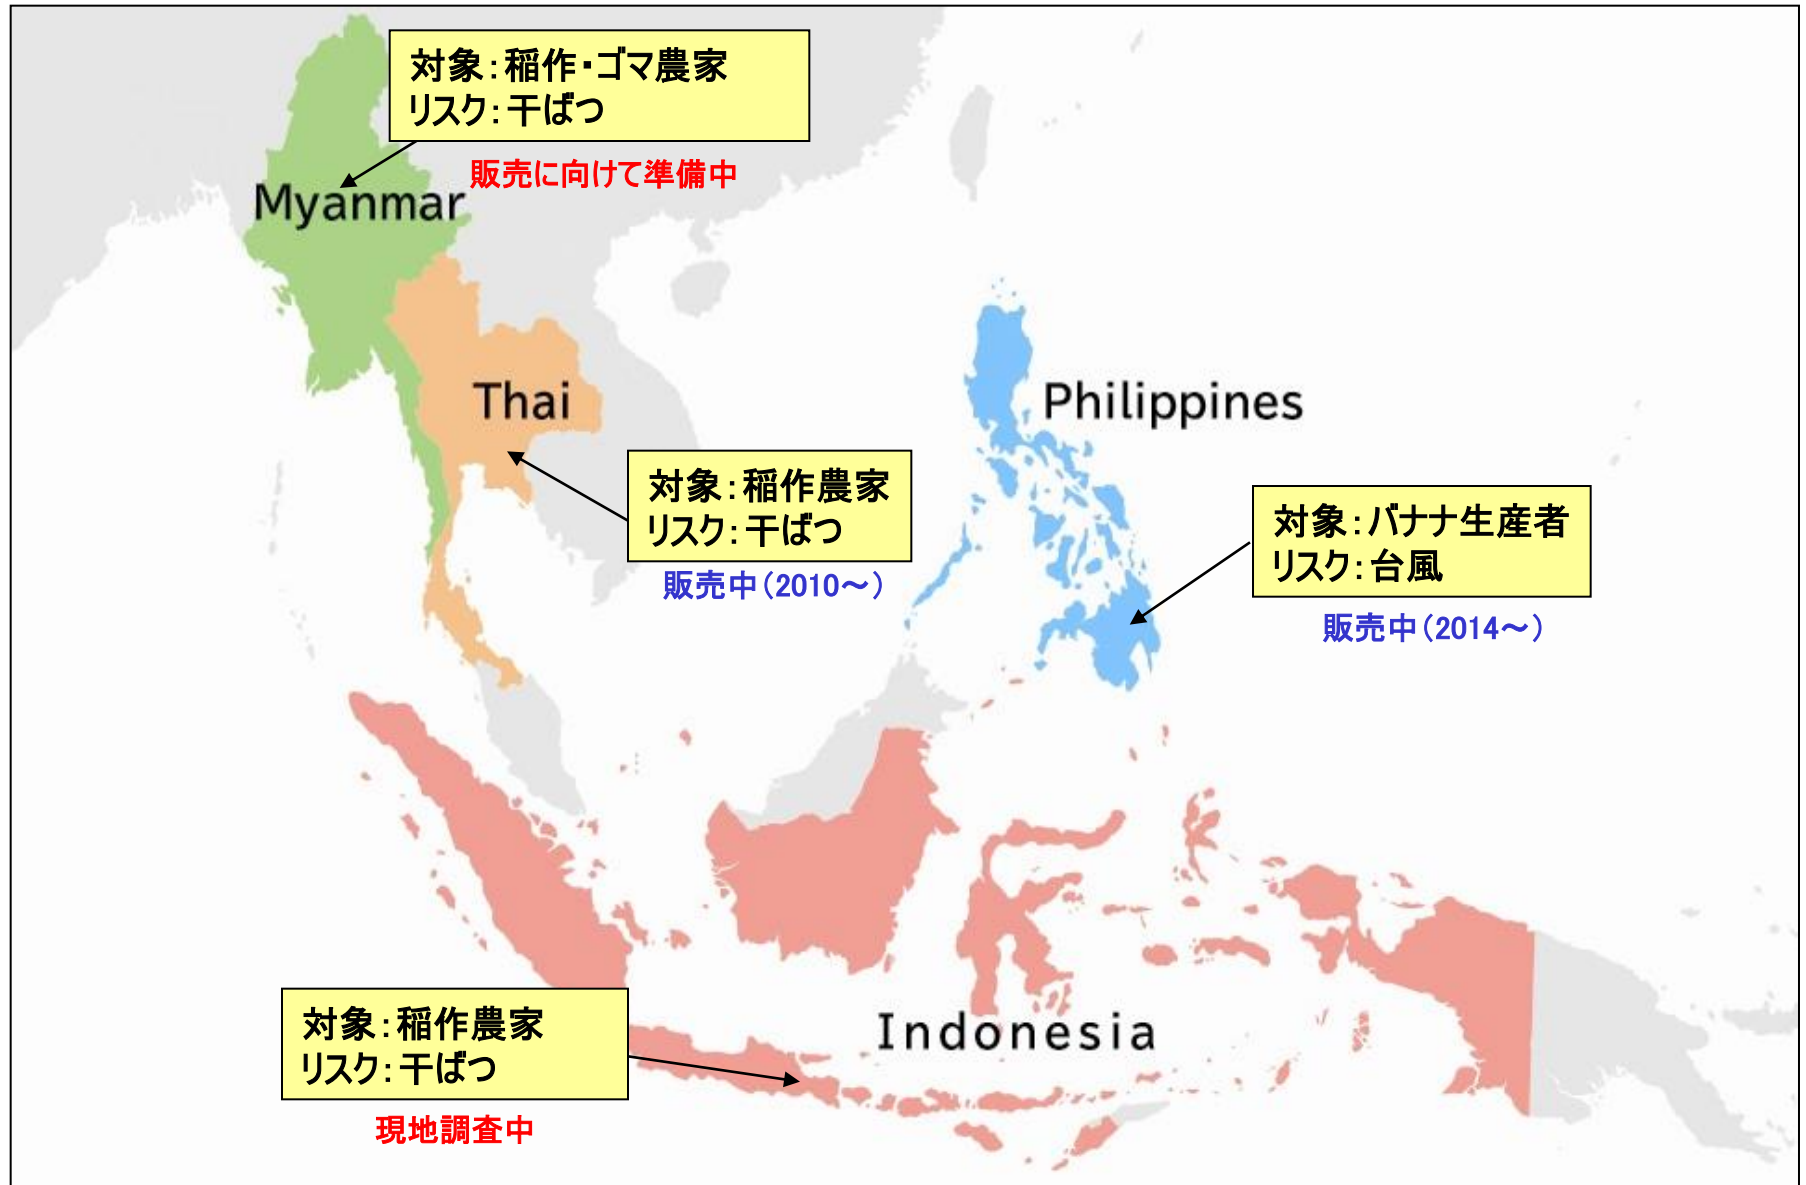 対象：稲作・ゴマ農家
リスク：干ばつ
販売に向けて準備中
Myanmar
Thai
対象：稲作農家
リスク：干ばつ
販売中（2010～）
Philippines
対象：バナナ生産者
リスク：台風
販売中（2014～）
対象：稲作農家
リスク：干ばつ
現地調査中
Indonesia